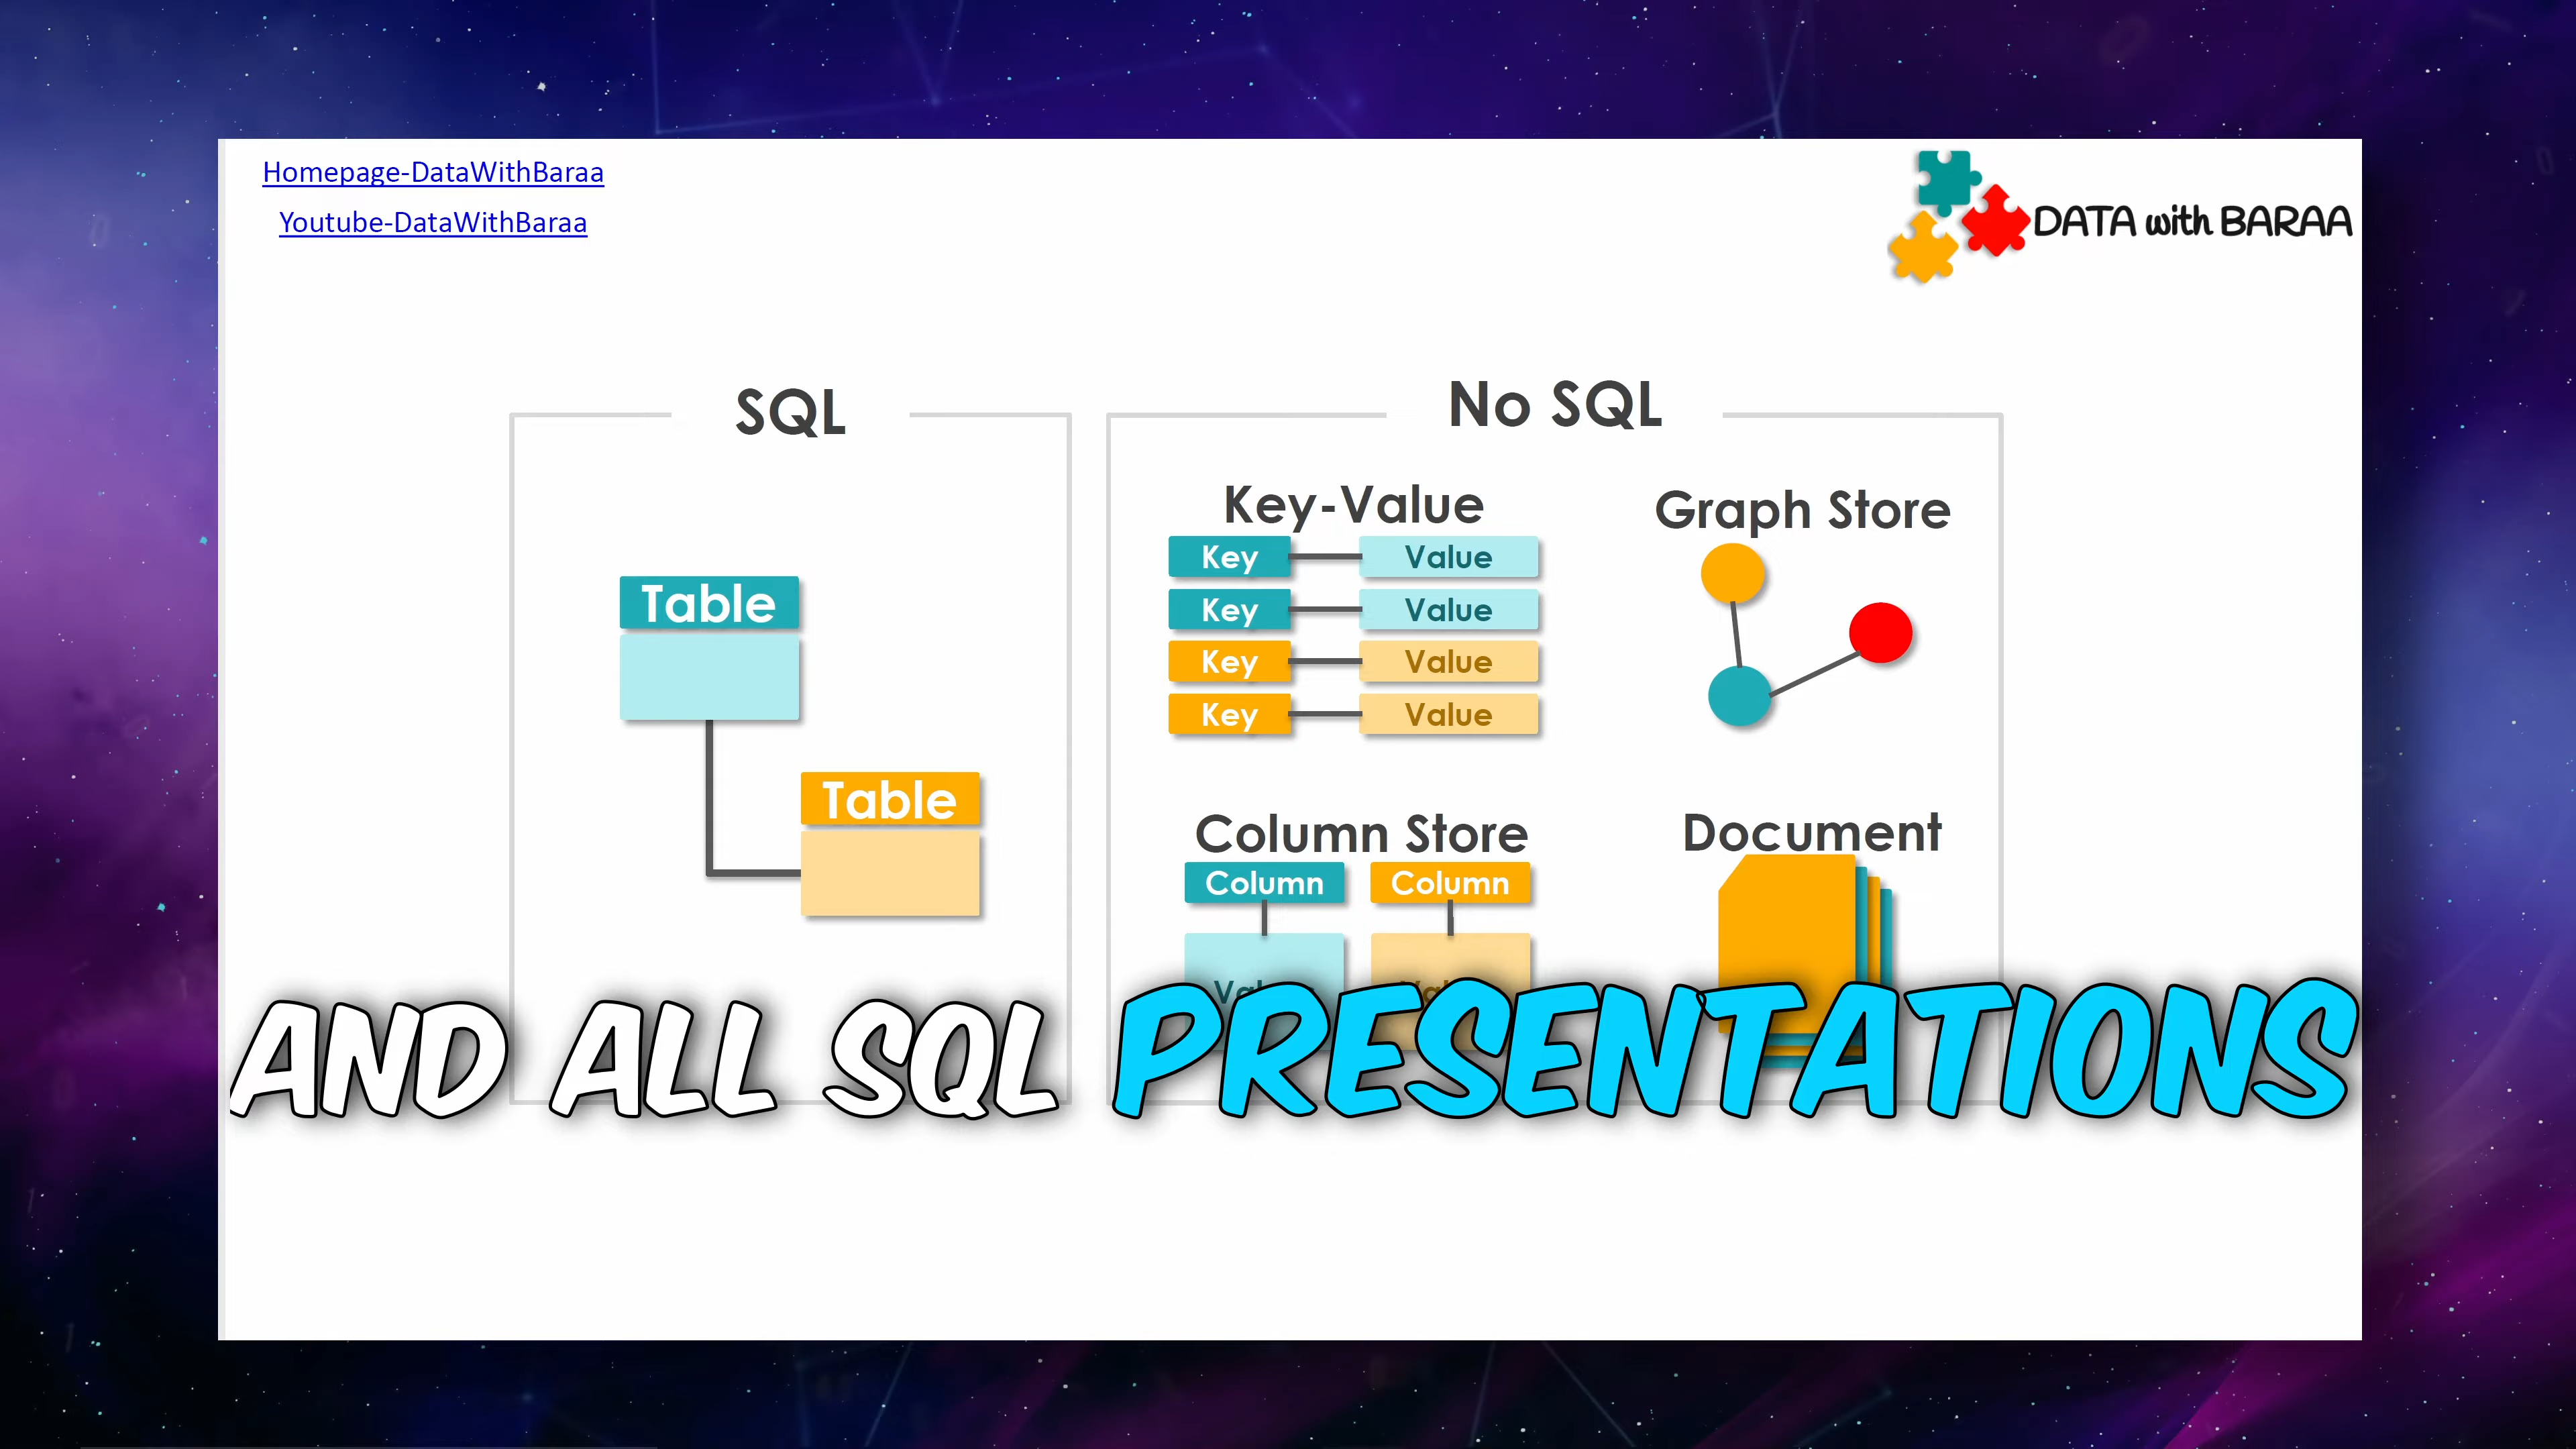 Homepage-DataWithBaraa
Youtube-DataWithBaraa
DATA with BARAA
SQL
Table
Table
No SQL
Key-Value
Key Value
Key Value
Key Value
Key Value
Graph Store
Column Store
Column Column
Document
AND ALL SQL PRESENTATIONS